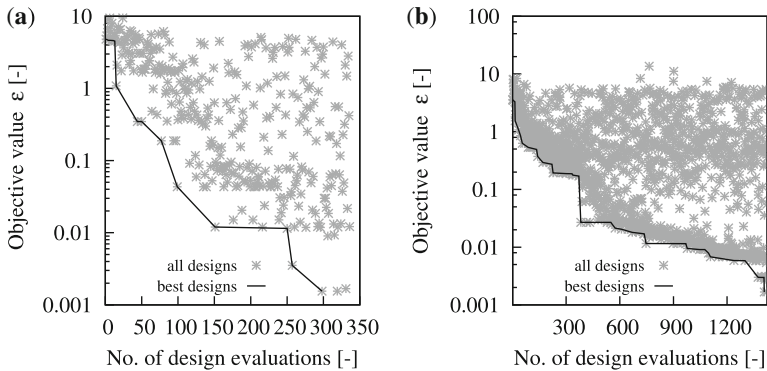 (a)
10
1
0.1
0.01
0.001
Objective value ε [-]
all designs
best designs
0 50 100 150 200 250 300 350
No. of design evaluations [-]
(b)
100
10
1
0.1
0.01
0.001
Objective value ε [-]
all designs
best designs
300 600 900 1200
No. of design evaluations [-]